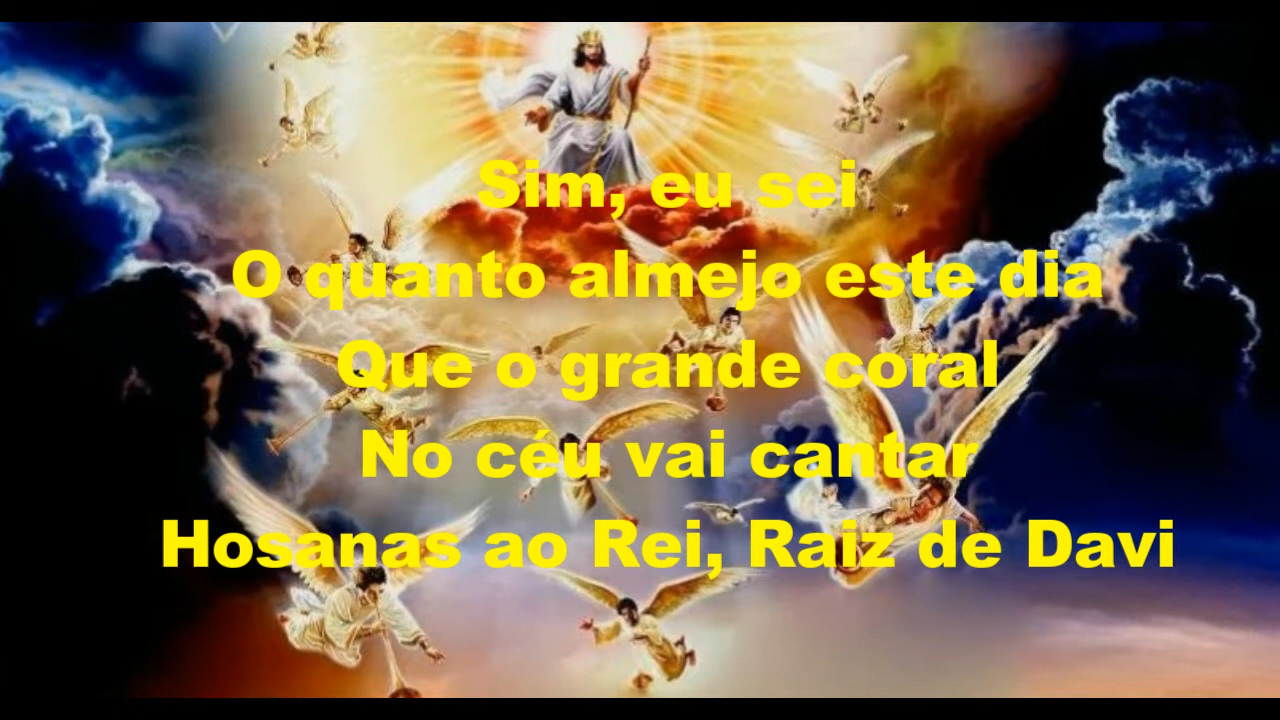 Sim, eu sei
O quanto almejo este dia
Que o grande coral
No céu vai cantar
Hosanas ao Rei, Raiz de Davi